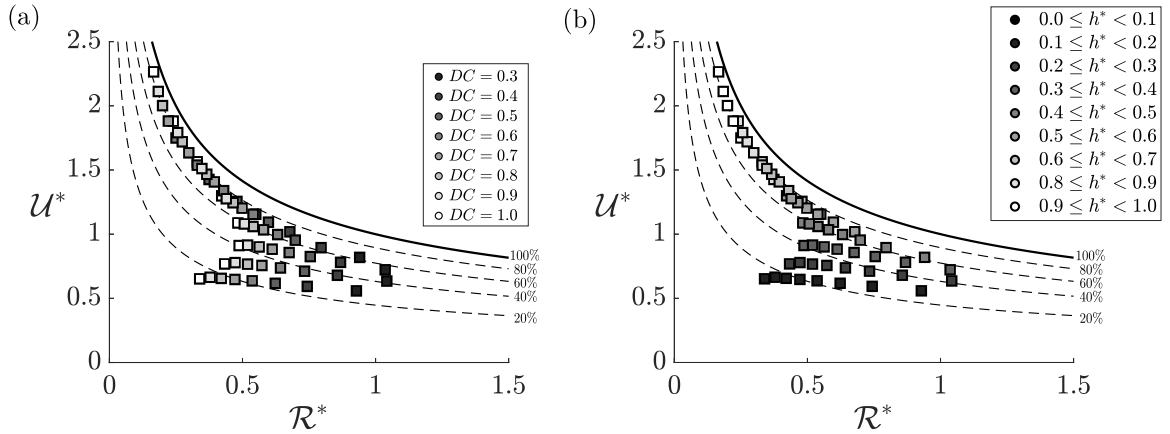 (a)
2.5
2
1.5
1
0.5
0
0
0.5
1
1.5
𝒰*
ℛ*
DC = 0.3
DC = 0.4
DC = 0.5
DC = 0.6
DC = 0.7
DC = 0.8
DC = 0.9
DC = 1.0
100%
80%
60%
40%
20%
(b)
2.5
2
1.5
1
0.5
0
0
0.5
1
1.5
𝒰*
ℛ*
0.0 ≤ h* < 0.1
0.1 ≤ h* < 0.2
0.2 ≤ h* < 0.3
0.3 ≤ h* < 0.4
0.4 ≤ h* < 0.5
0.5 ≤ h* < 0.6
0.6 ≤ h* < 0.7
0.8 ≤ h* < 0.9
0.9 ≤ h* < 1.0
100%
80%
60%
40%
20%